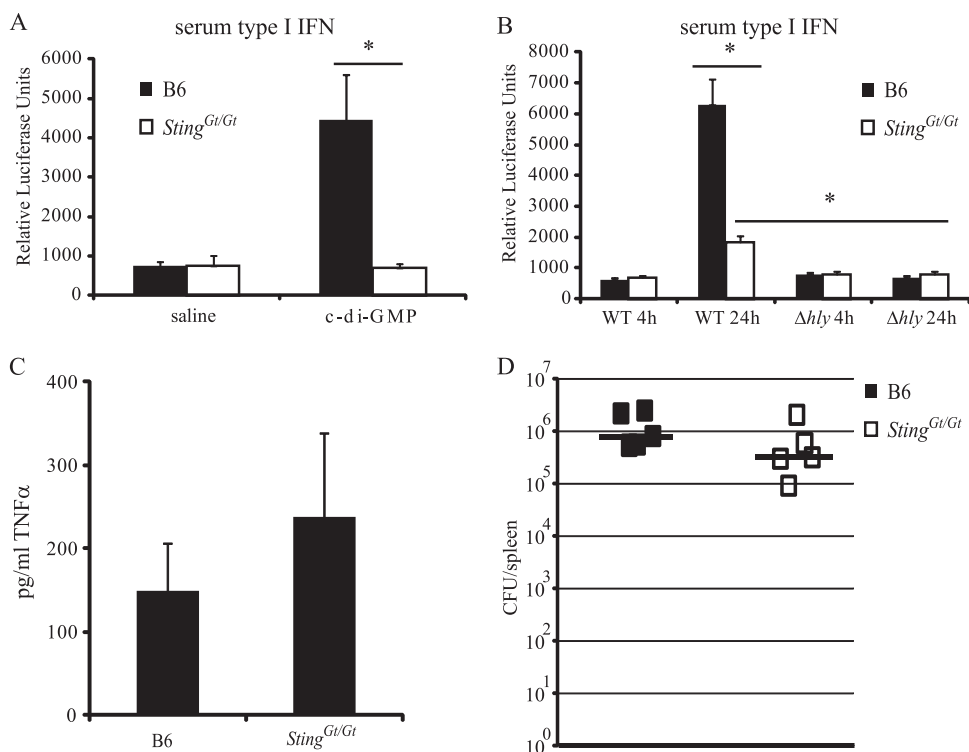 A
serum type I IFN
Relative Luciferase Units
6000
5000
4000
3000
2000
1000
0
B6
Sting^Gt/Gt
*
saline
c-di-GMP
B
serum type I IFN
Relative Luciferase Units
8000
7000
6000
5000
4000
3000
2000
1000
0
*
B6
Sting^Gt/Gt
*
WT 4h
WT 24h
Δhly 4h
Δhly 24h
C
pg/ml TNFα
400
300
200
100
0
B6
Sting^Gt/Gt
D
CFU/spleen
10^7
10^6
10^5
10^4
10^3
10^2
10^1
10^0
B6
Sting^Gt/Gt